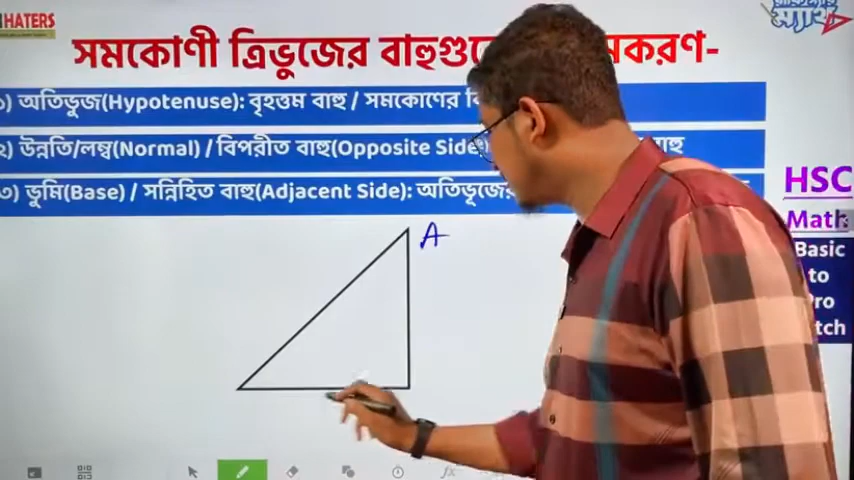 HATERS
সমকোণী ত্রিভুজের বাহুগু মকরণ-
১) অতিভুজ(Hypotenuse): বৃহত্তম বাহু / সমকোণের
২) উন্নতি/লম্ব(Normal) / বিপরীত বাহু(Opposite Side)
৩) ভূমি(Base) / সন্নিহিত বাহু(Adjacent Side): অতিভূজে
A
HSC
Math
Basic
to
Pro
tch